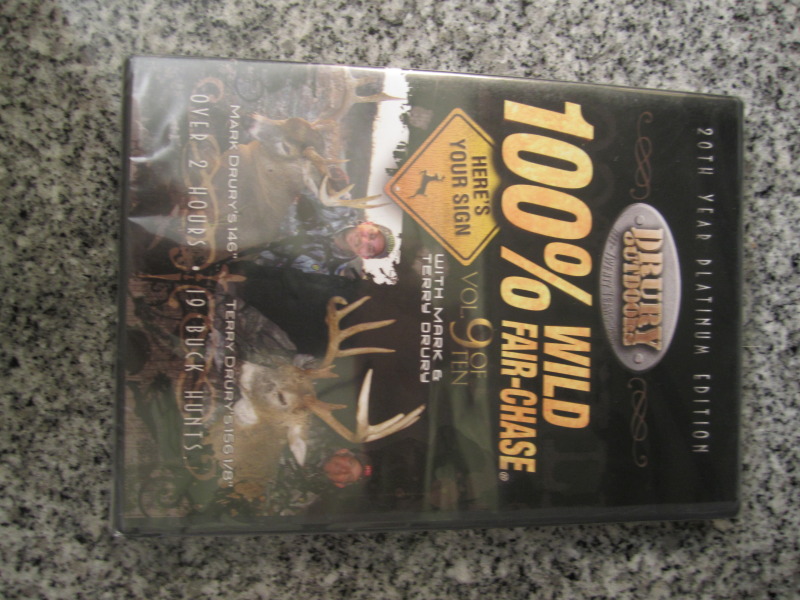 20TH YEAR PLATINUM EDITION
DRURY
OUTDOORS
100% WILD
FAIR-CHASE®
HERE'S
YOUR SIGN
VOL. 9 OF
TEN
WITH MARK &
TERRY DRURY
MARK DRURY'S 146" TERRY DRURY'S 156 1/8"
OVER 2 HOURS • 19 BUCK HUNTS